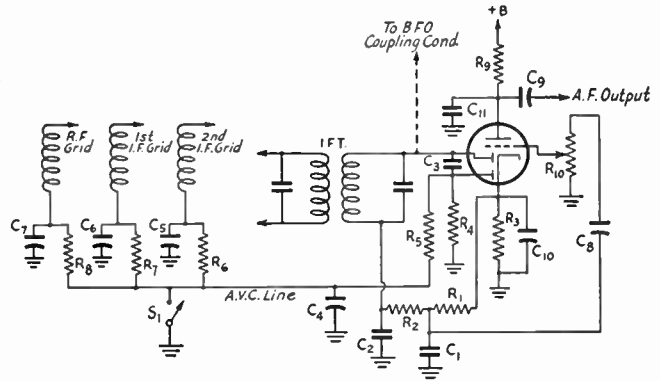 To BFO
Coupling Cond.
+B
R9
C9
A.F. Output
C11
R.F. Grid
1st I.F. Grid
2nd I.F. Grid
I.F.T.
C3
R10
C7
C6
C5
R5
R4
R3
C10
C8
R8
R7
R6
A.V.C. Line
S1
C4
R2
R1
C2
C1